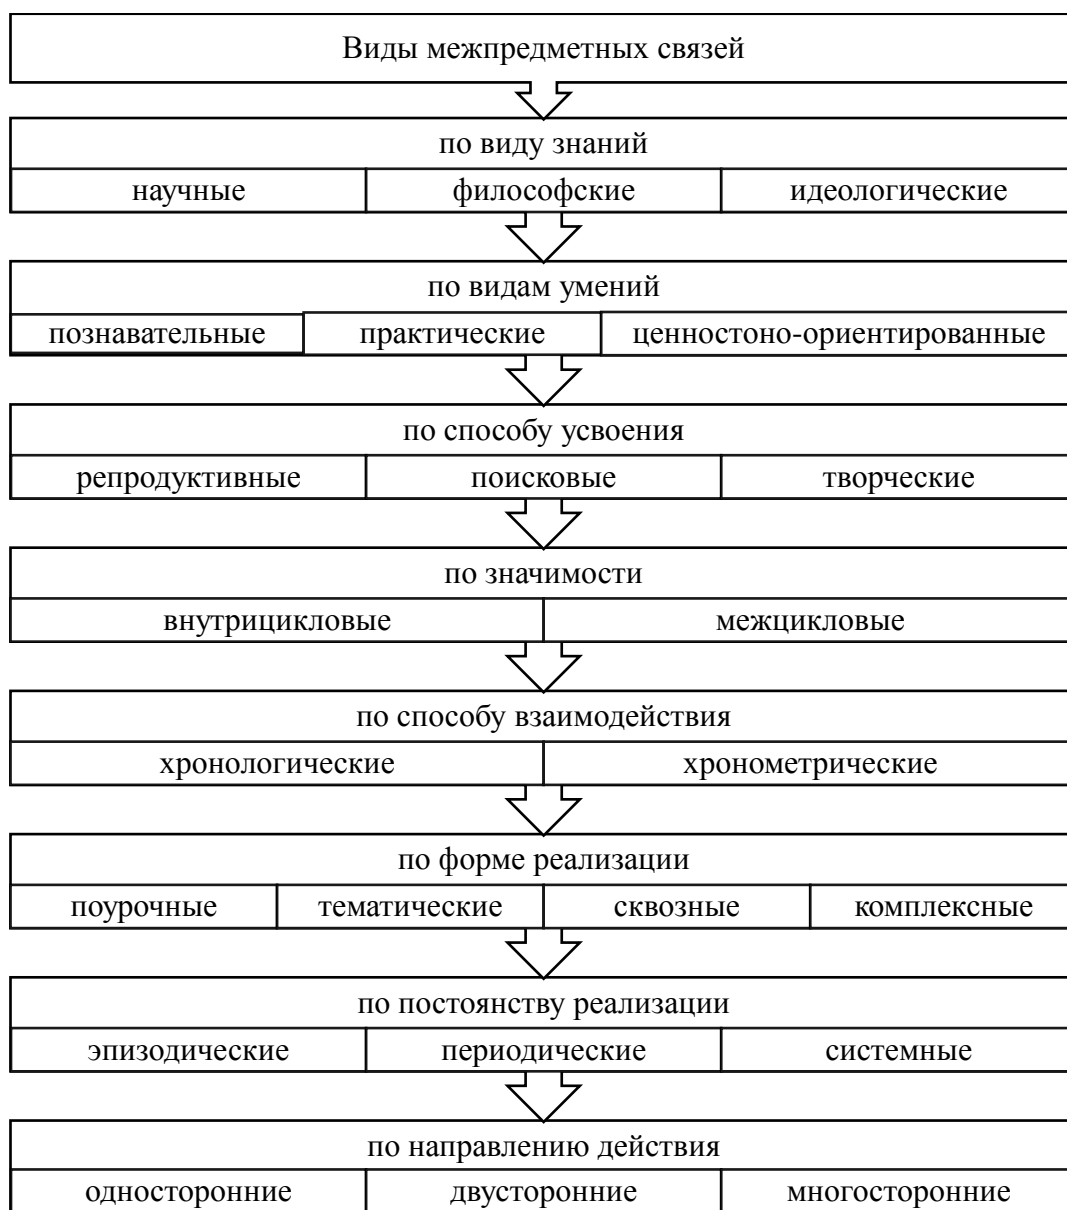 Виды межпредметных связей
по виду знаний
научные философские идеологические
по видам умений
познавательные практические ценностоно-ориентированные
по способу усвоения
репродуктивные поисковые творческие
по значимости
внутрицикловые межцикловые
по способу взаимодействия
хронологические хронометрические
по форме реализации
поурочные тематические сквозные комплексные
по постоянству реализации
эпизодические периодические системные
по направлению действия
односторонние двусторонние многосторонние